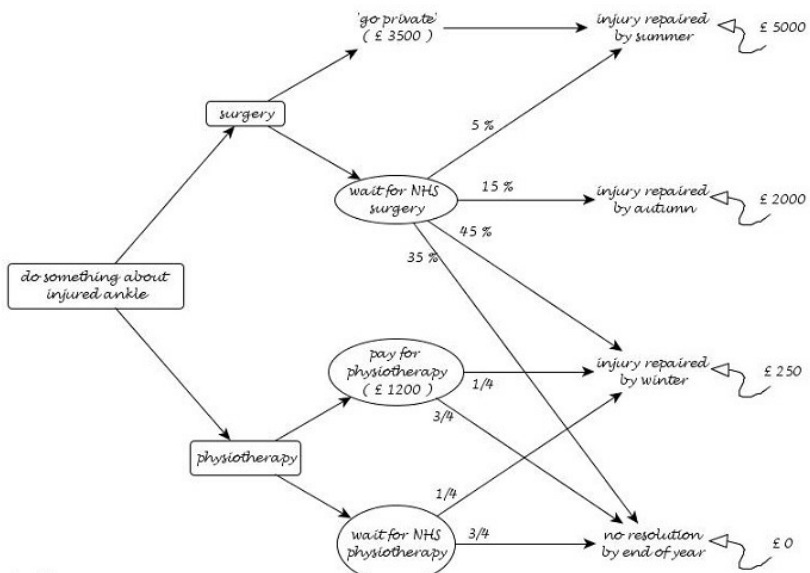 'go private'
( £ 3500 )
injury repaired
by summer
£ 5000
surgery
5 %
wait for NHS
surgery
15 %
injury repaired
by autumn
£ 2000
45 %
35 %
do something about
injured ankle
pay for
physiotherapy
( £ 1200 )
1/4
injury repaired
by winter
£ 250
3/4
physiotherapy
1/4
wait for NHS
physiotherapy
3/4
no resolution
by end of year
£ 0